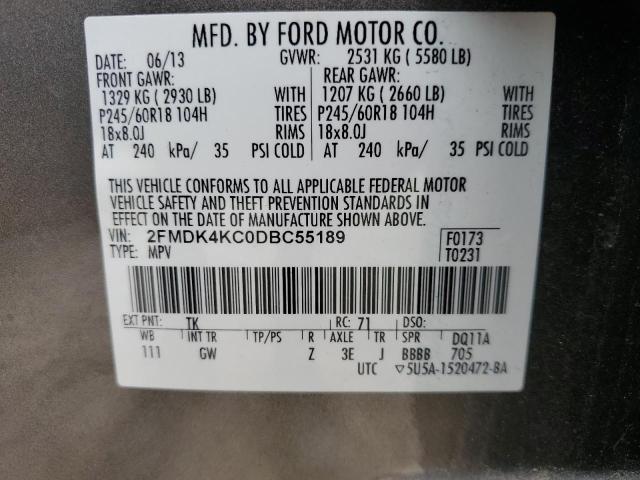 MFD. BY FORD MOTOR CO.
DATE: 06/13 GVWR: 2531 KG ( 5580 LB)
FRONT GAWR: REAR GAWR:
1329 KG ( 2930 LB) WITH 1207 KG ( 2660 LB) WITH
P245/60R18 104H TIRES P245/60R18 104H TIRES
18x8.0J RIMS 18x8.0J RIMS
AT 240 kPa/ 35 PSI COLD AT 240 kPa/ 35 PSI COLD
THIS VEHICLE CONFORMS TO ALL APPLICABLE FEDERAL MOTOR
VEHICLE SAFETY AND THEFT PREVENTION STANDARDS IN
EFFECT ON THE DATE OF MANUFACTURE SHOWN ABOVE.
VIN: 2FMDK4KC0DBC55189 F0173
TYPE: MPV T0231
EXT PNT: TK RC: 71 DSO:
WB INT TR TP/PS R AXLE TR SPR DQ11A
111 GW Z 3E J BBBB 705
UTC ▽5U5A-1520472-BA